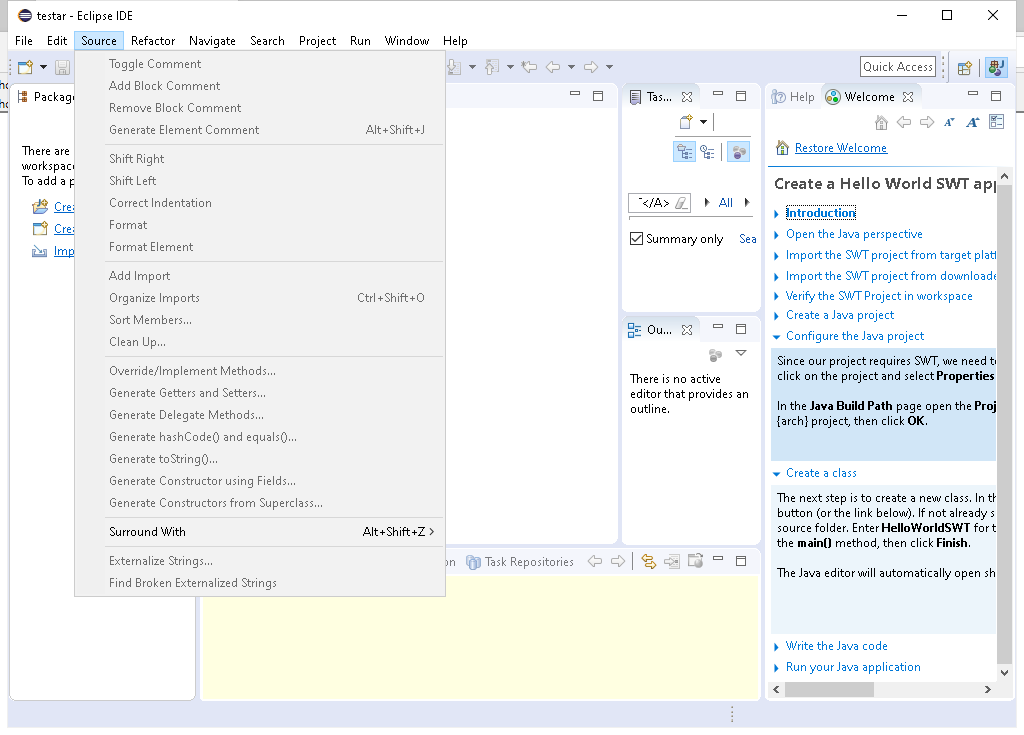 testar - Eclipse IDE
File Edit Source Refactor Navigate Search Project Run Window Help
Quick Access
Toggle Comment
Add Block Comment
Remove Block Comment
Generate Element Comment Alt+Shift+J
Shift Right
Shift Left
Correct Indentation
Format
Format Element
Add Import
Organize Imports Ctrl+Shift+O
Sort Members...
Clean Up...
Override/Implement Methods...
Generate Getters and Setters...
Generate Delegate Methods...
Generate hashCode() and equals()...
Generate toString()...
Generate Constructor using Fields...
Generate Constructors from Superclass...
Surround With Alt+Shift+Z
Externalize Strings...
Find Broken Externalized Strings
Packag
There are
workspac
To add a p
Crea
Crea
Imp
Tas...
"</A>
All
Summary only Sea
Ou...
There is no active
editor that provides an
outline.
on Task Repositories
Help Welcome
Restore Welcome
Create a Hello World SWT app
Introduction
Open the Java perspective
Import the SWT project from target platf
Import the SWT project from downloade
Verify the SWT Project in workspace
Create a Java project
Configure the Java project
Since our project requires SWT, we need to
click on the project and select Properties
In the Java Build Path page open the Proj
{arch} project, then click OK.
Create a class
The next step is to create a new class. In th
button (or the link below). If not already s
source folder. Enter HelloWorldSWT for t
the main() method, then click Finish.
The Java editor will automatically open sh
Write the Java code
Run your Java application